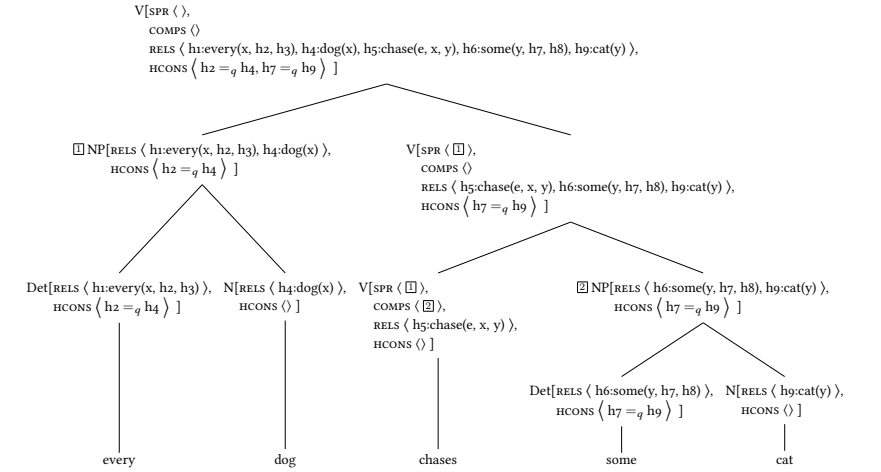 V[SPR ⟨ ⟩,
COMPS ⟨⟩
RELS ⟨ h1:every(x, h2, h3), h4:dog(x), h5:chase(e, x, y), h6:some(y, h7, h8), h9:cat(y) ⟩,
HCONS ⟨ h2 =q h4, h7 =q h9 ⟩ ]
1 NP[RELS ⟨ h1:every(x, h2, h3), h4:dog(x) ⟩,
HCONS ⟨ h2 =q h4 ⟩ ]
V[SPR ⟨ 1 ⟩,
COMPS ⟨⟩
RELS ⟨ h5:chase(e, x, y), h6:some(y, h7, h8), h9:cat(y) ⟩,
HCONS ⟨ h7 =q h9 ⟩ ]
Det[RELS ⟨ h1:every(x, h2, h3) ⟩,
HCONS ⟨ h2 =q h4 ⟩ ]
N[RELS ⟨ h4:dog(x) ⟩,
HCONS ⟨⟩ ]
V[SPR ⟨ 1 ⟩,
COMPS ⟨ 2 ⟩,
RELS ⟨ h5:chase(e, x, y) ⟩,
HCONS ⟨⟩ ]
2 NP[RELS ⟨ h6:some(y, h7, h8), h9:cat(y) ⟩,
HCONS ⟨ h7 =q h9 ⟩ ]
Det[RELS ⟨ h6:some(y, h7, h8) ⟩,
HCONS ⟨ h7 =q h9 ⟩ ]
N[RELS ⟨ h9:cat(y) ⟩,
HCONS ⟨⟩ ]
every dog chases some cat